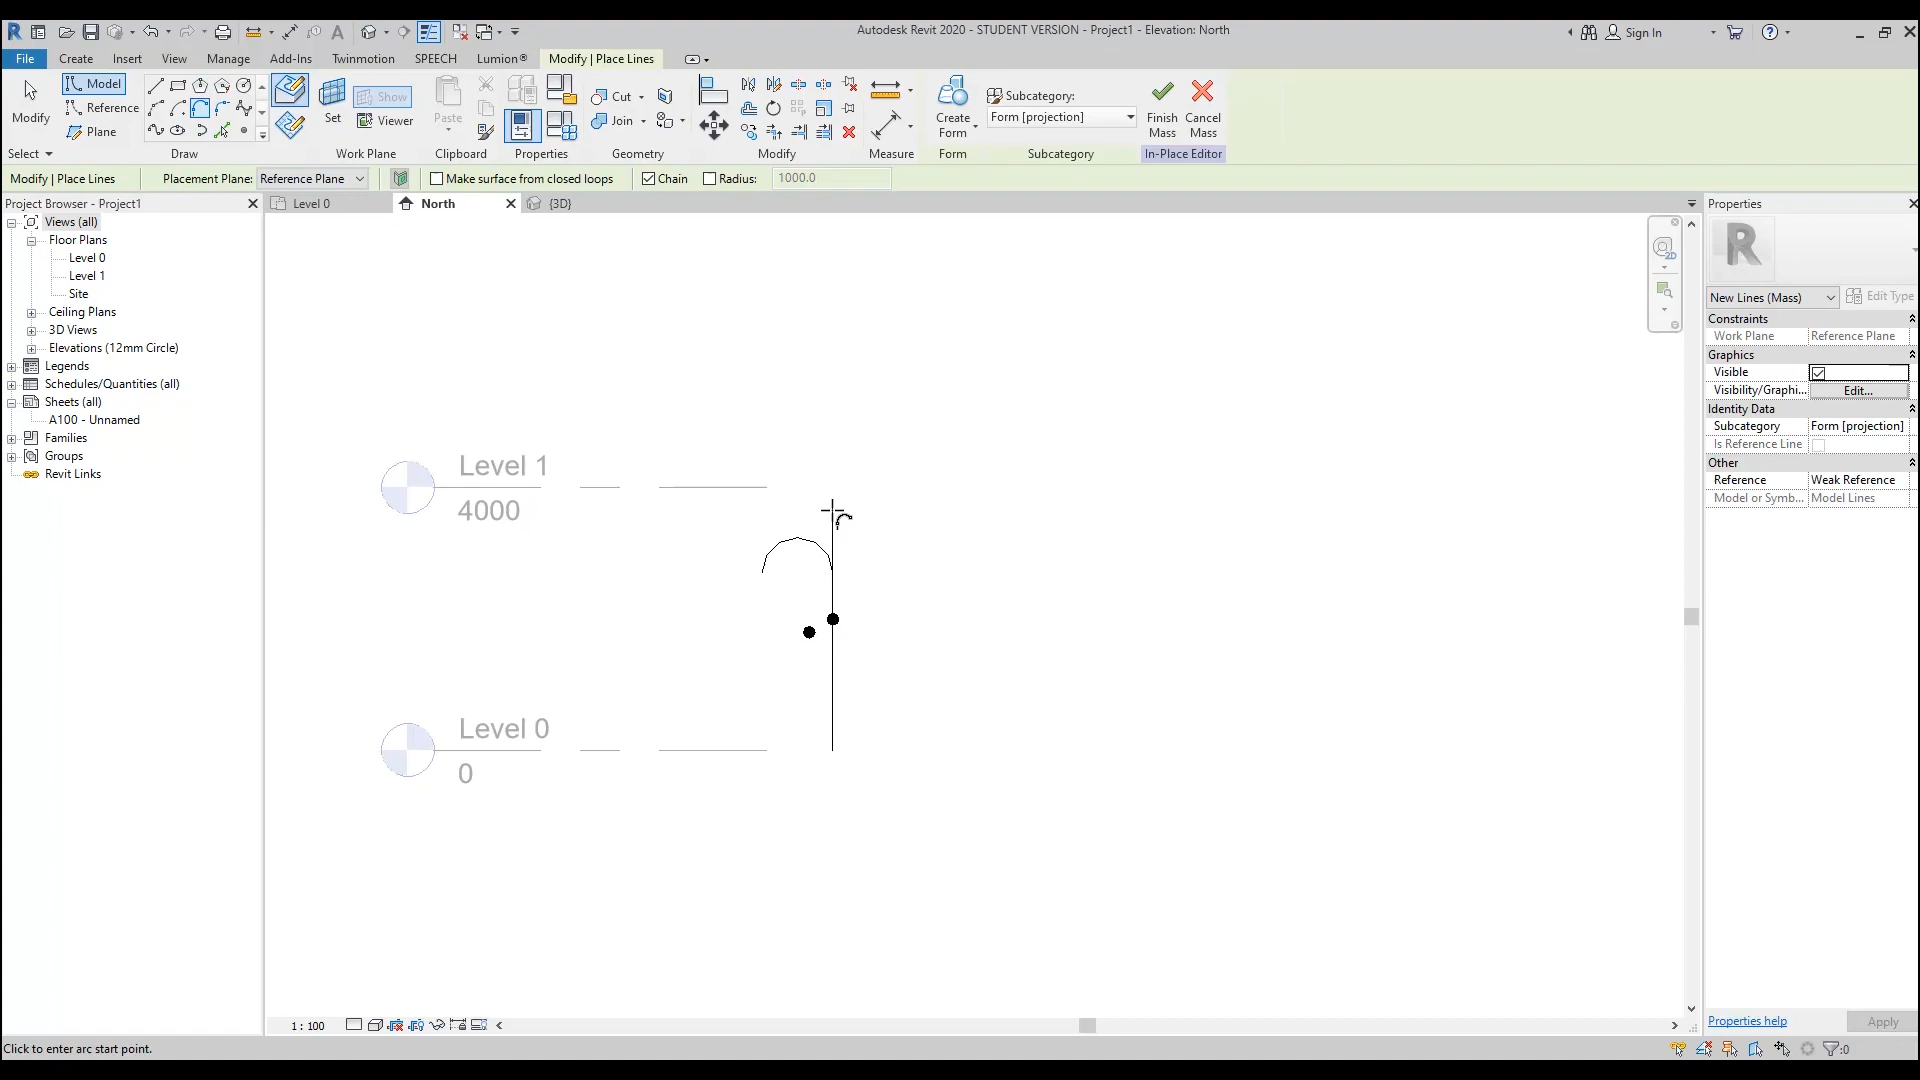 Autodesk Revit 2020 - STUDENT VERSION - Project1 - Elevation: North
Sign In
File
Create
Insert
View
Manage
Add-Ins
Twinmotion
SPEECH
Lumion®
Modify | Place Lines
Modify
Model
Reference
Plane
Set
Show
Viewer
Paste
Cut
Join
Create
Form
Subcategory:
Form [projection]
Finish
Mass
Cancel
Mass
Select
Draw
Work Plane
Clipboard
Properties
Geometry
Modify
Measure
Form
Subcategory
In-Place Editor
Modify | Place Lines
Placement Plane:
Reference Plane
Make surface from closed loops
Chain
Radius:
1000.0
Project Browser - Project1
Level 0
North
{3D}
Properties
Views (all)
Floor Plans
Level 0
Level 1
Site
Ceiling Plans
3D Views
Elevations (12mm Circle)
Legends
Schedules/Quantities (all)
Sheets (all)
A100 - Unnamed
Families
Groups
Revit Links
2D
Level 1
4000
Level 0
0
R
New Lines (Mass)
Edit Type
Constraints
Work Plane
Reference Plane
Graphics
Visible
Visibility/Graphi...
Edit...
Identity Data
Subcategory
Form [projection]
Is Reference Line
Other
Reference
Weak Reference
Model or Symb...
Model Lines
1 : 100
Properties help
Apply
Click to enter arc start point.
:0